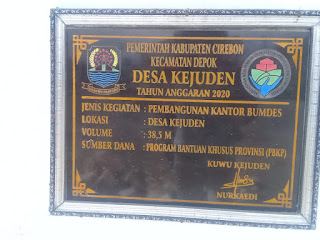 PEMERINTAH KABUPATEN CIREBON
KECAMATAN DEPOK
DESA KEJUDEN
TAHUN ANGGARAN 2020
JENIS KEGIATAN : PEMBANGUNAN KANTOR BUMDES
LOKASI : DESA KEJUDEN
VOLUME : 38,5 M
SUMBER DANA : PROGRAM BANTUAN KHUSUS PROVINSI (PBKP)
KUWU KEJUDEN
NURKAEDI